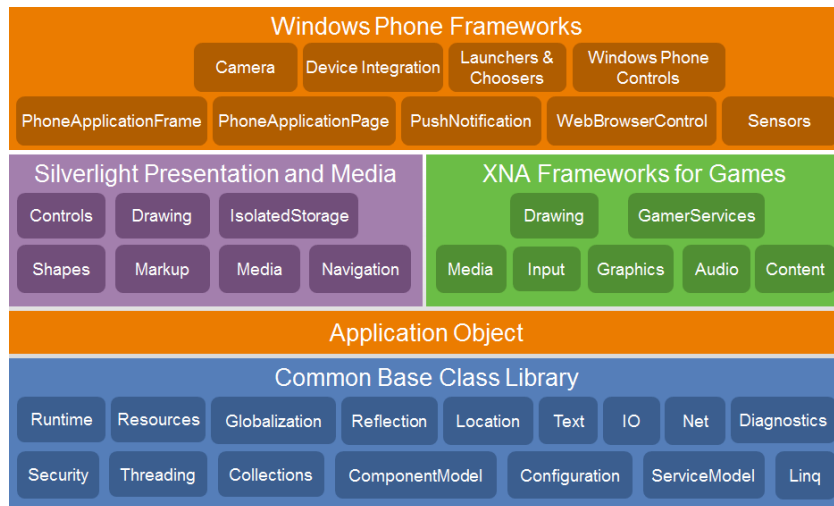 Windows Phone Frameworks
Camera
Device Integration
Launchers &
Choosers
Windows Phone
Controls
PhoneApplicationFrame
PhoneApplicationPage
PushNotification
WebBrowserControl
Sensors
Silverlight Presentation and Media
Controls
Drawing
IsolatedStorage
Shapes
Markup
Media
Navigation
XNA Frameworks for Games
Drawing
GamerServices
Media
Input
Graphics
Audio
Content
Application Object
Common Base Class Library
Runtime
Resources
Globalization
Reflection
Location
Text
IO
Net
Diagnostics
Security
Threading
Collections
ComponentModel
Configuration
ServiceModel
Linq